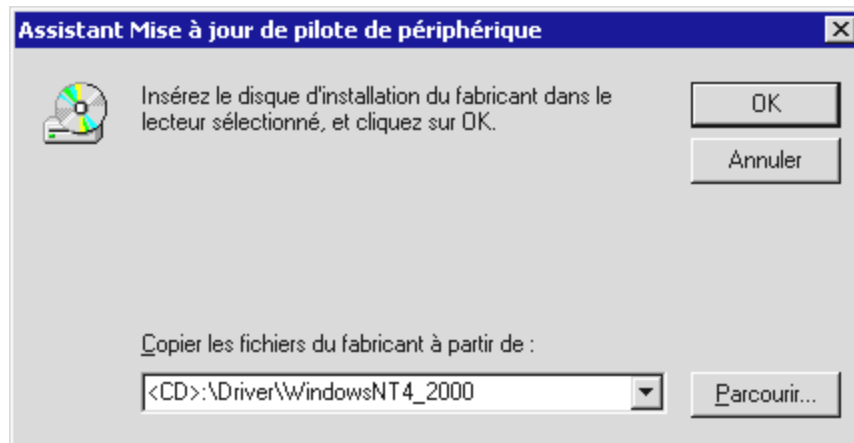 Assistant Mise à jour de pilote de périphérique
Insérez le disque d'installation du fabricant dans le
lecteur sélectionné, et cliquez sur OK.
OK
Annuler
Copier les fichiers du fabricant à partir de :
<CD>:\Driver\WindowsNT4_2000
Parcourir...